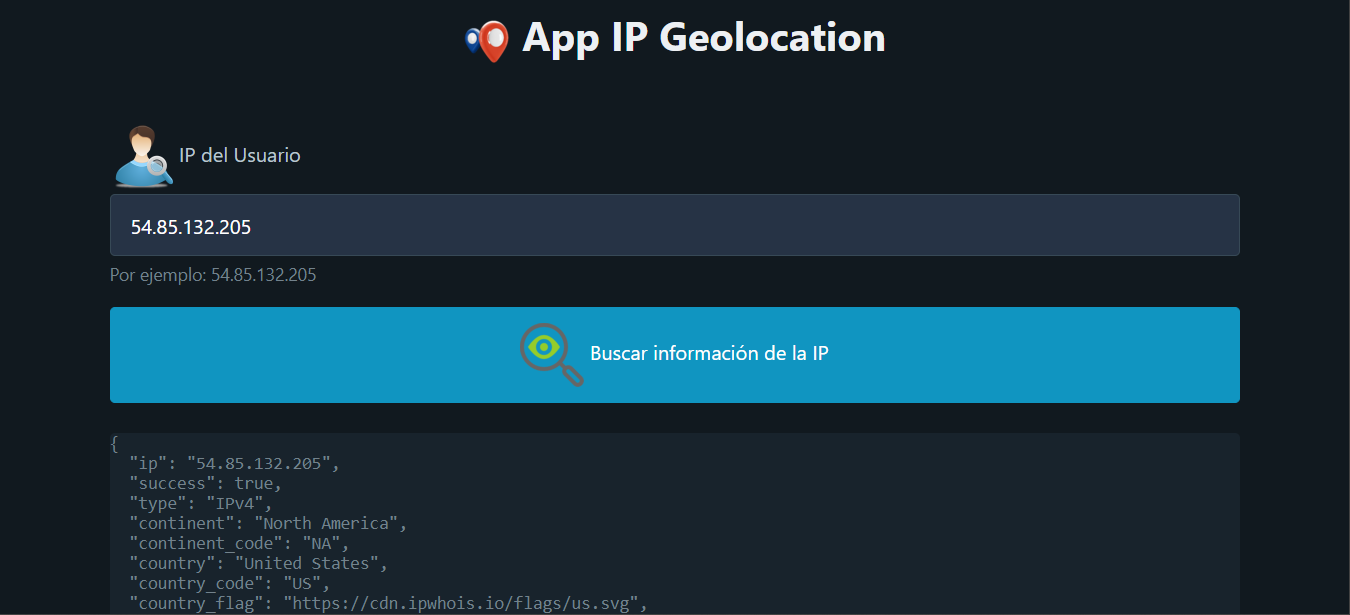 App IP Geolocation
IP del Usuario
54.85.132.205
Por ejemplo: 54.85.132.205
Buscar información de la IP
{
"ip": "54.85.132.205",
"success": true,
"type": "IPv4",
"continent": "North America",
"continent_code": "NA",
"country": "United States",
"country_code": "US",
"country_flag": "https://cdn.ipwhois.io/flags/us.svg",